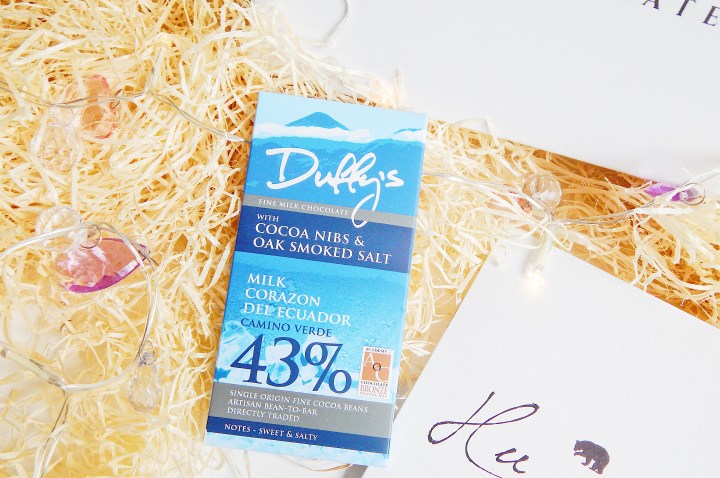 ATE
Duffy's
FINE MILK CHOCOLATE
WITH
COCOA NIBS &
OAK SMOKED SALT
MILK
CORAZON
DEL ECUADOR
CAMINO VERDE
43%
ACADEMY
A
o
C
CHOCOLATE
BRONZE
SINGLE ORIGIN FINE COCOA BEANS
ARTISAN BEAN-TO-BAR
DIRECTLY TRADED
NOTES - SWEET & SALTY